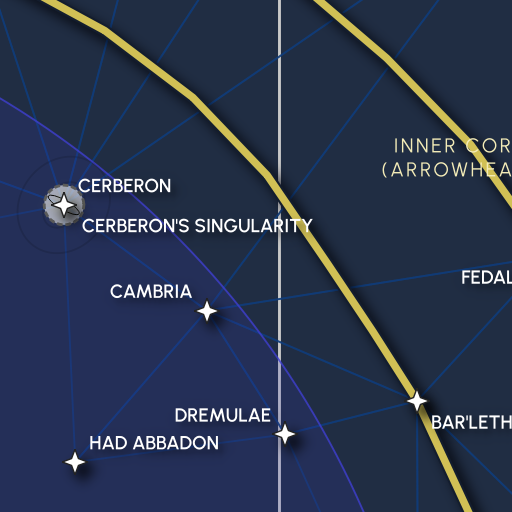 INNER COR
(ARROWHEA
CERBERON
CERBERON'S SINGULARITY
FEDAL
CAMBRIA
DREMULAE
BAR'LETH
HAD ABBADON